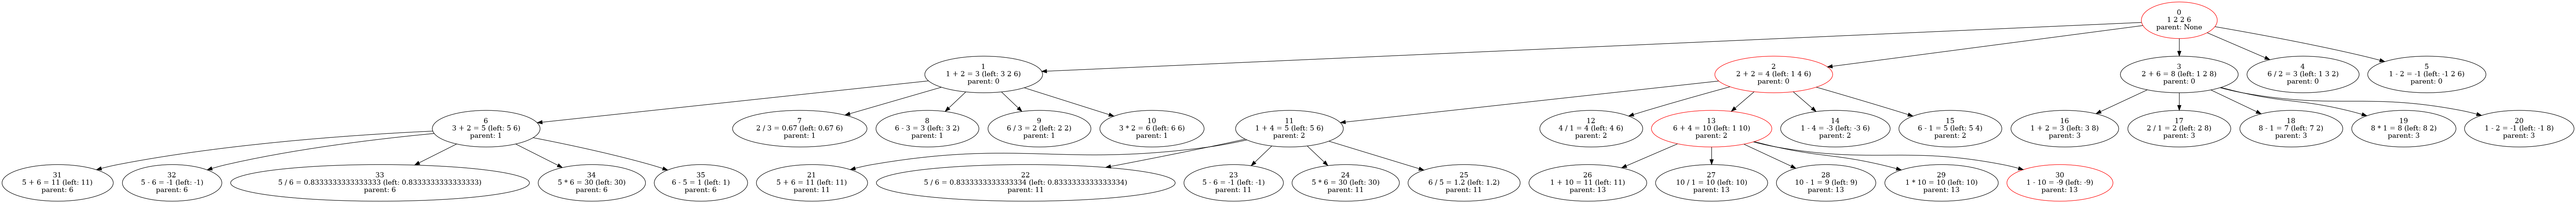 0
1 2 2 6
parent: None
1
1 + 2 = 3 (left: 3 2 6)
parent: 0
2
2 + 2 = 4 (left: 1 4 6)
parent: 0
3
2 + 6 = 8 (left: 1 2 8)
parent: 0
4
6 / 2 = 3 (left: 1 3 2)
parent: 0
5
1 - 2 = -1 (left: -1 2 6)
parent: 0
6
3 + 2 = 5 (left: 5 6)
parent: 1
7
2 / 3 = 0.67 (left: 0.67 6)
parent: 1
8
6 - 3 = 3 (left: 3 2)
parent: 1
9
6 / 3 = 2 (left: 2 2)
parent: 1
10
3 * 2 = 6 (left: 6 6)
parent: 1
11
1 + 4 = 5 (left: 5 6)
parent: 2
12
4 / 1 = 4 (left: 4 6)
parent: 2
13
6 + 4 = 10 (left: 1 10)
parent: 2
14
1 - 4 = -3 (left: -3 6)
parent: 2
15
6 - 1 = 5 (left: 5 4)
parent: 2
16
1 + 2 = 3 (left: 3 8)
parent: 3
17
2 / 1 = 2 (left: 2 8)
parent: 3
18
8 - 1 = 7 (left: 7 2)
parent: 3
19
8 * 1 = 8 (left: 8 2)
parent: 3
20
1 - 2 = -1 (left: -1 8)
parent: 3
31
5 + 6 = 11 (left: 11)
parent: 6
32
5 - 6 = -1 (left: -1)
parent: 6
33
5 / 6 = 0.8333333333333333 (left: 0.8333333333333333)
parent: 6
34
5 * 6 = 30 (left: 30)
parent: 6
35
6 - 5 = 1 (left: 1)
parent: 6
21
5 + 6 = 11 (left: 11)
parent: 11
22
5 / 6 = 0.8333333333333334 (left: 0.8333333333333334)
parent: 11
23
5 - 6 = -1 (left: -1)
parent: 11
24
5 * 6 = 30 (left: 30)
parent: 11
25
6 / 5 = 1.2 (left: 1.2)
parent: 11
26
1 + 10 = 11 (left: 11)
parent: 13
27
10 / 1 = 10 (left: 10)
parent: 13
28
10 - 1 = 9 (left: 9)
parent: 13
29
1 * 10 = 10 (left: 10)
parent: 13
30
1 - 10 = -9 (left: -9)
parent: 13